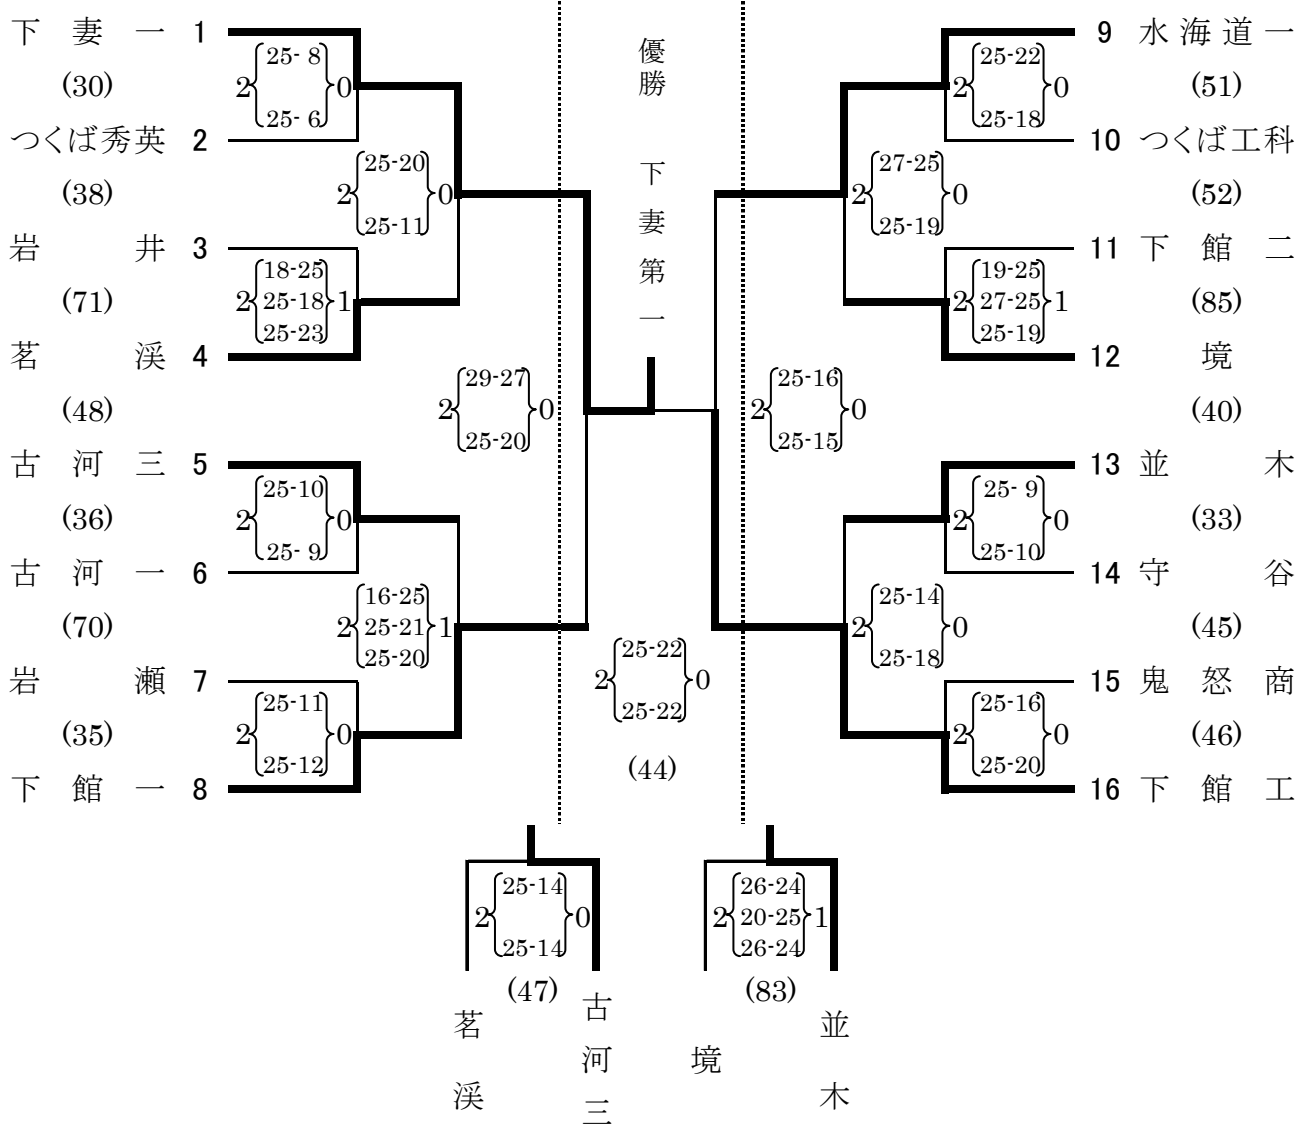 下妻一 1
2 25-8 25-6 0
(30)
つくば秀英 2
(38)
2 25-20 25-11 0
岩井 3
2 18-25 25-18 25-23 1
(71)
茗渓 4
(48)
2 29-27 25-20 0
古河三 5
2 25-10 25-9 0
(36)
古河一 6
(70)
2 16-25 25-21 25-20 1
岩瀬 7
2 25-11 25-12 0
(35)
下館一 8
優勝 下妻第一
2 25-22 25-22 0
(44)
9 水海道一
2 25-22 25-18 0
(51)
10 つくば工科
(52)
2 27-25 25-19 0
11 下館二
2 19-25 27-25 25-19 1
(85)
12 境
(40)
2 25-16 25-15 0
13 並木
2 25-9 25-10 0
(33)
14 守谷
(45)
2 25-14 25-18 0
15 鬼怒商
2 25-16 25-20 0
(46)
16 下館工
2 25-14 25-14 0
(47)
茗渓
古河三
2 26-24 20-25 26-24 1
(83)
境
並木